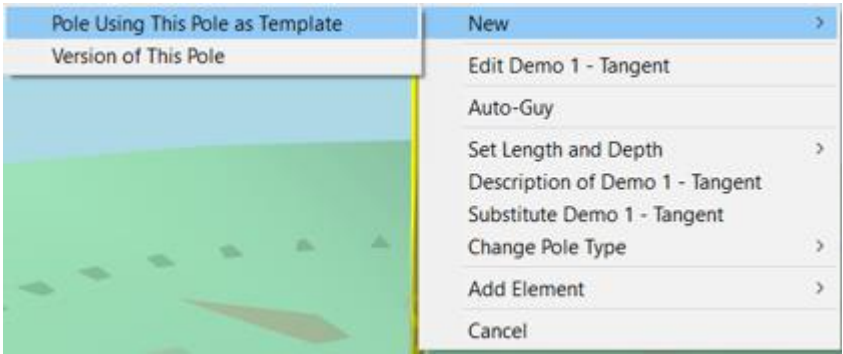 Pole Using This Pole as Template
Version of This Pole
New
Edit Demo 1 - Tangent
Auto-Guy
Set Length and Depth
Description of Demo 1 - Tangent
Substitute Demo 1 - Tangent
Change Pole Type
Add Element
Cancel